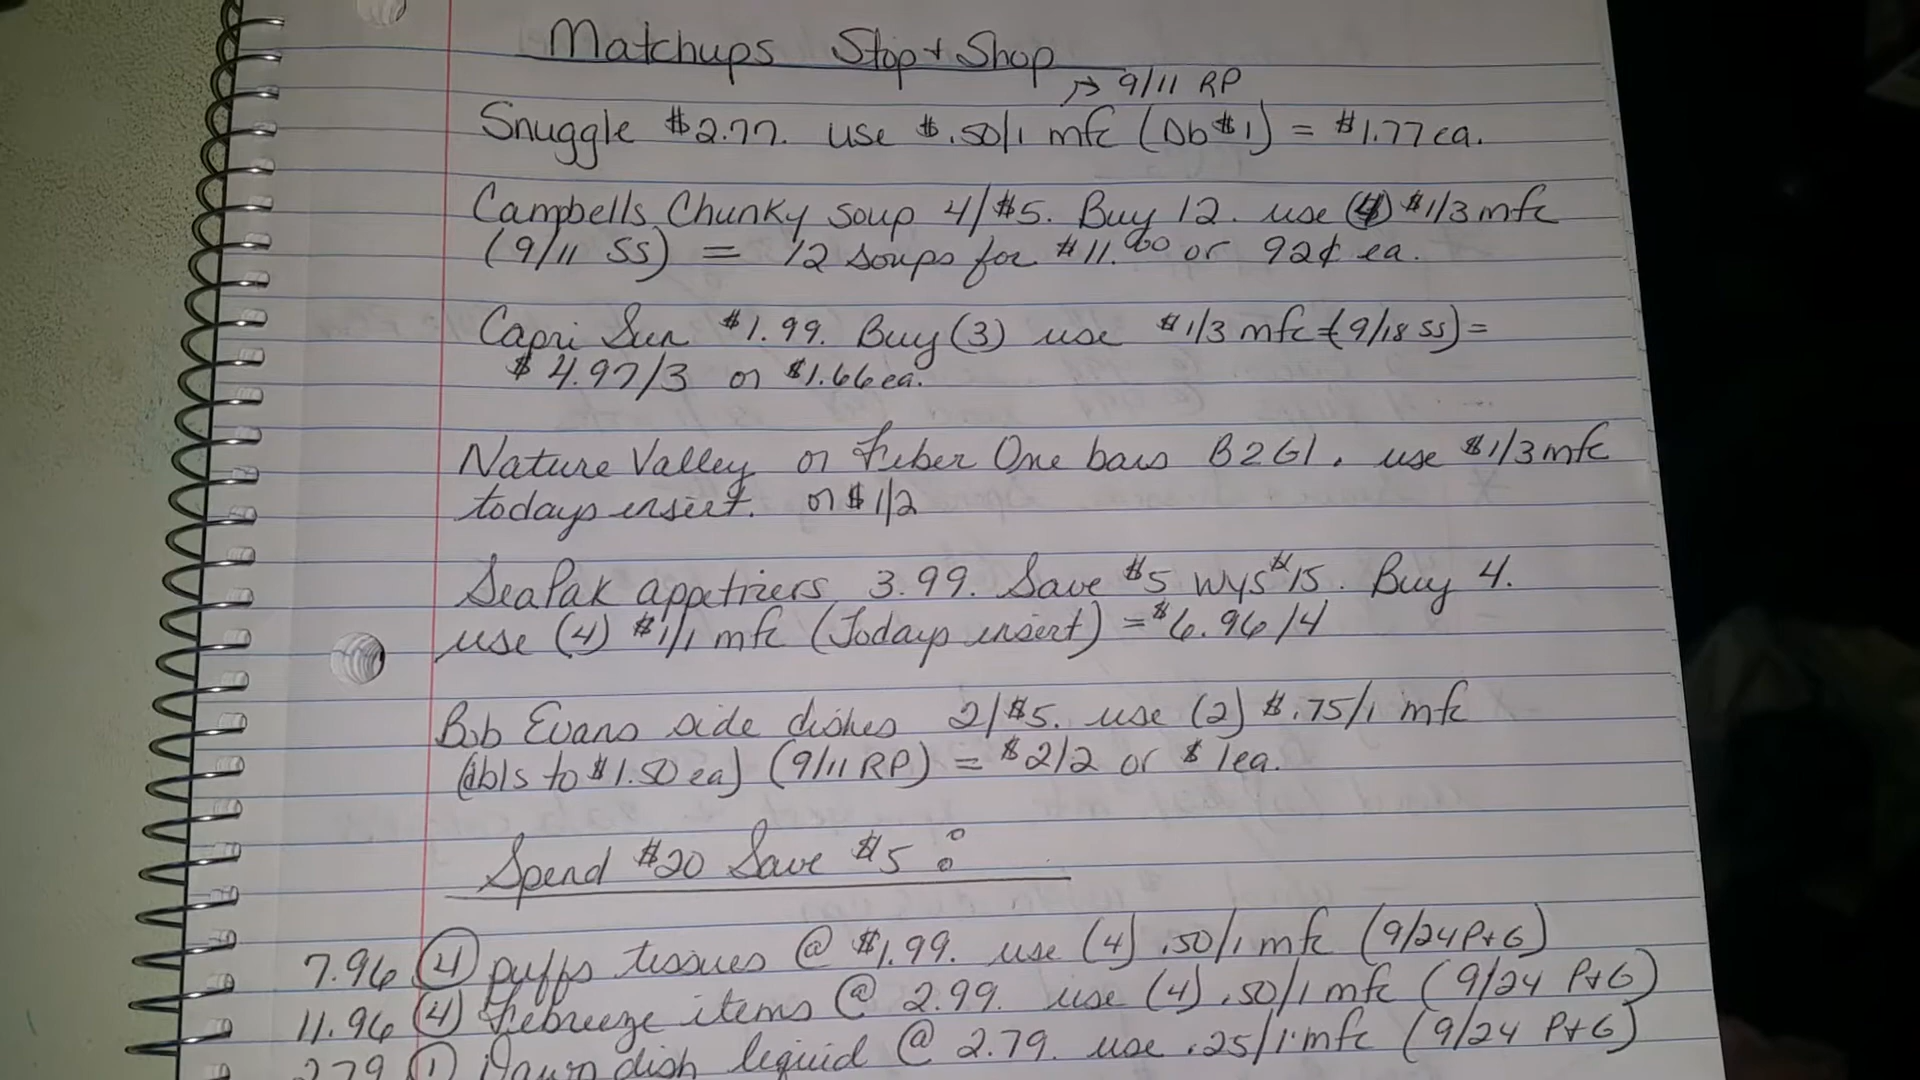 Matchups Stop + Shop
→ 9/11 RP
Snuggle $2.77. use $.50/1 mfc (Db $1) = $1.77 ea.
Campbells Chunky soup 4/$5. Buy 12. use (4) $1/3 mfc
(9/11 SS) = 12 soups for $11.00 or 92¢ ea.
Capri Sun $1.99. Buy (3) use $1/3 mfc (9/18 SS) =
$4.97/3 or $1.66 ea.
Nature Valley or Fiber One bars B2G1. use $1/3 mfc
todays insert. or $1/2
SeaPak appetizers 3.99. Save $5 wys $15. Buy 4.
use (4) $1/1 mfc (Todays insert) = $6.96/4
Bob Evans side dishes 2/$5. use (2) $.75/1 mfc
(dbls to $1.50 ea) (9/11 RP) = $2/2 or $1 ea.
Spend $20 Save $5 :
7.96 (4) puffs tissues @ $1.99. use (4) .50/1 mfc (9/24 P+G)
11.96 (4) Febreeze items @ 2.99. use (4) .50/1 mfc (9/24 P+G)
2.79 (1) Dawn dish liquid @ 2.79. use .25/1 mfc (9/24 P+G)